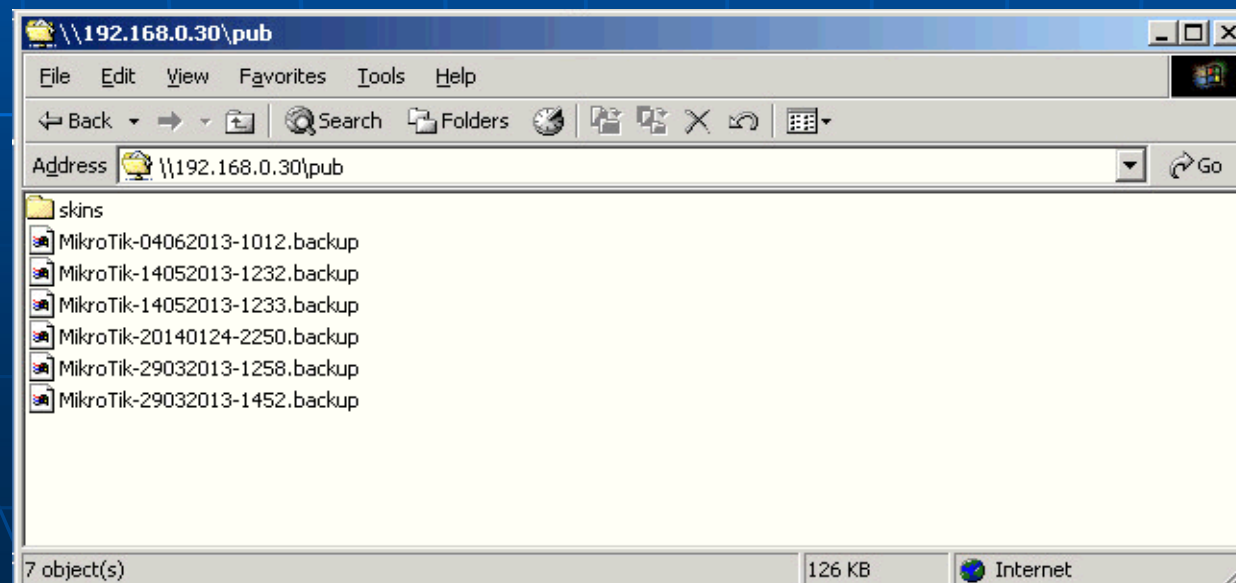 \\192.168.0.30\pub
File Edit View Favorites Tools Help
Back Search Folders
Address \\192.168.0.30\pub Go
skins
MikroTik-04062013-1012.backup
MikroTik-14052013-1232.backup
MikroTik-14052013-1233.backup
MikroTik-20140124-2250.backup
MikroTik-29032013-1258.backup
MikroTik-29032013-1452.backup
7 object(s) 126 KB Internet